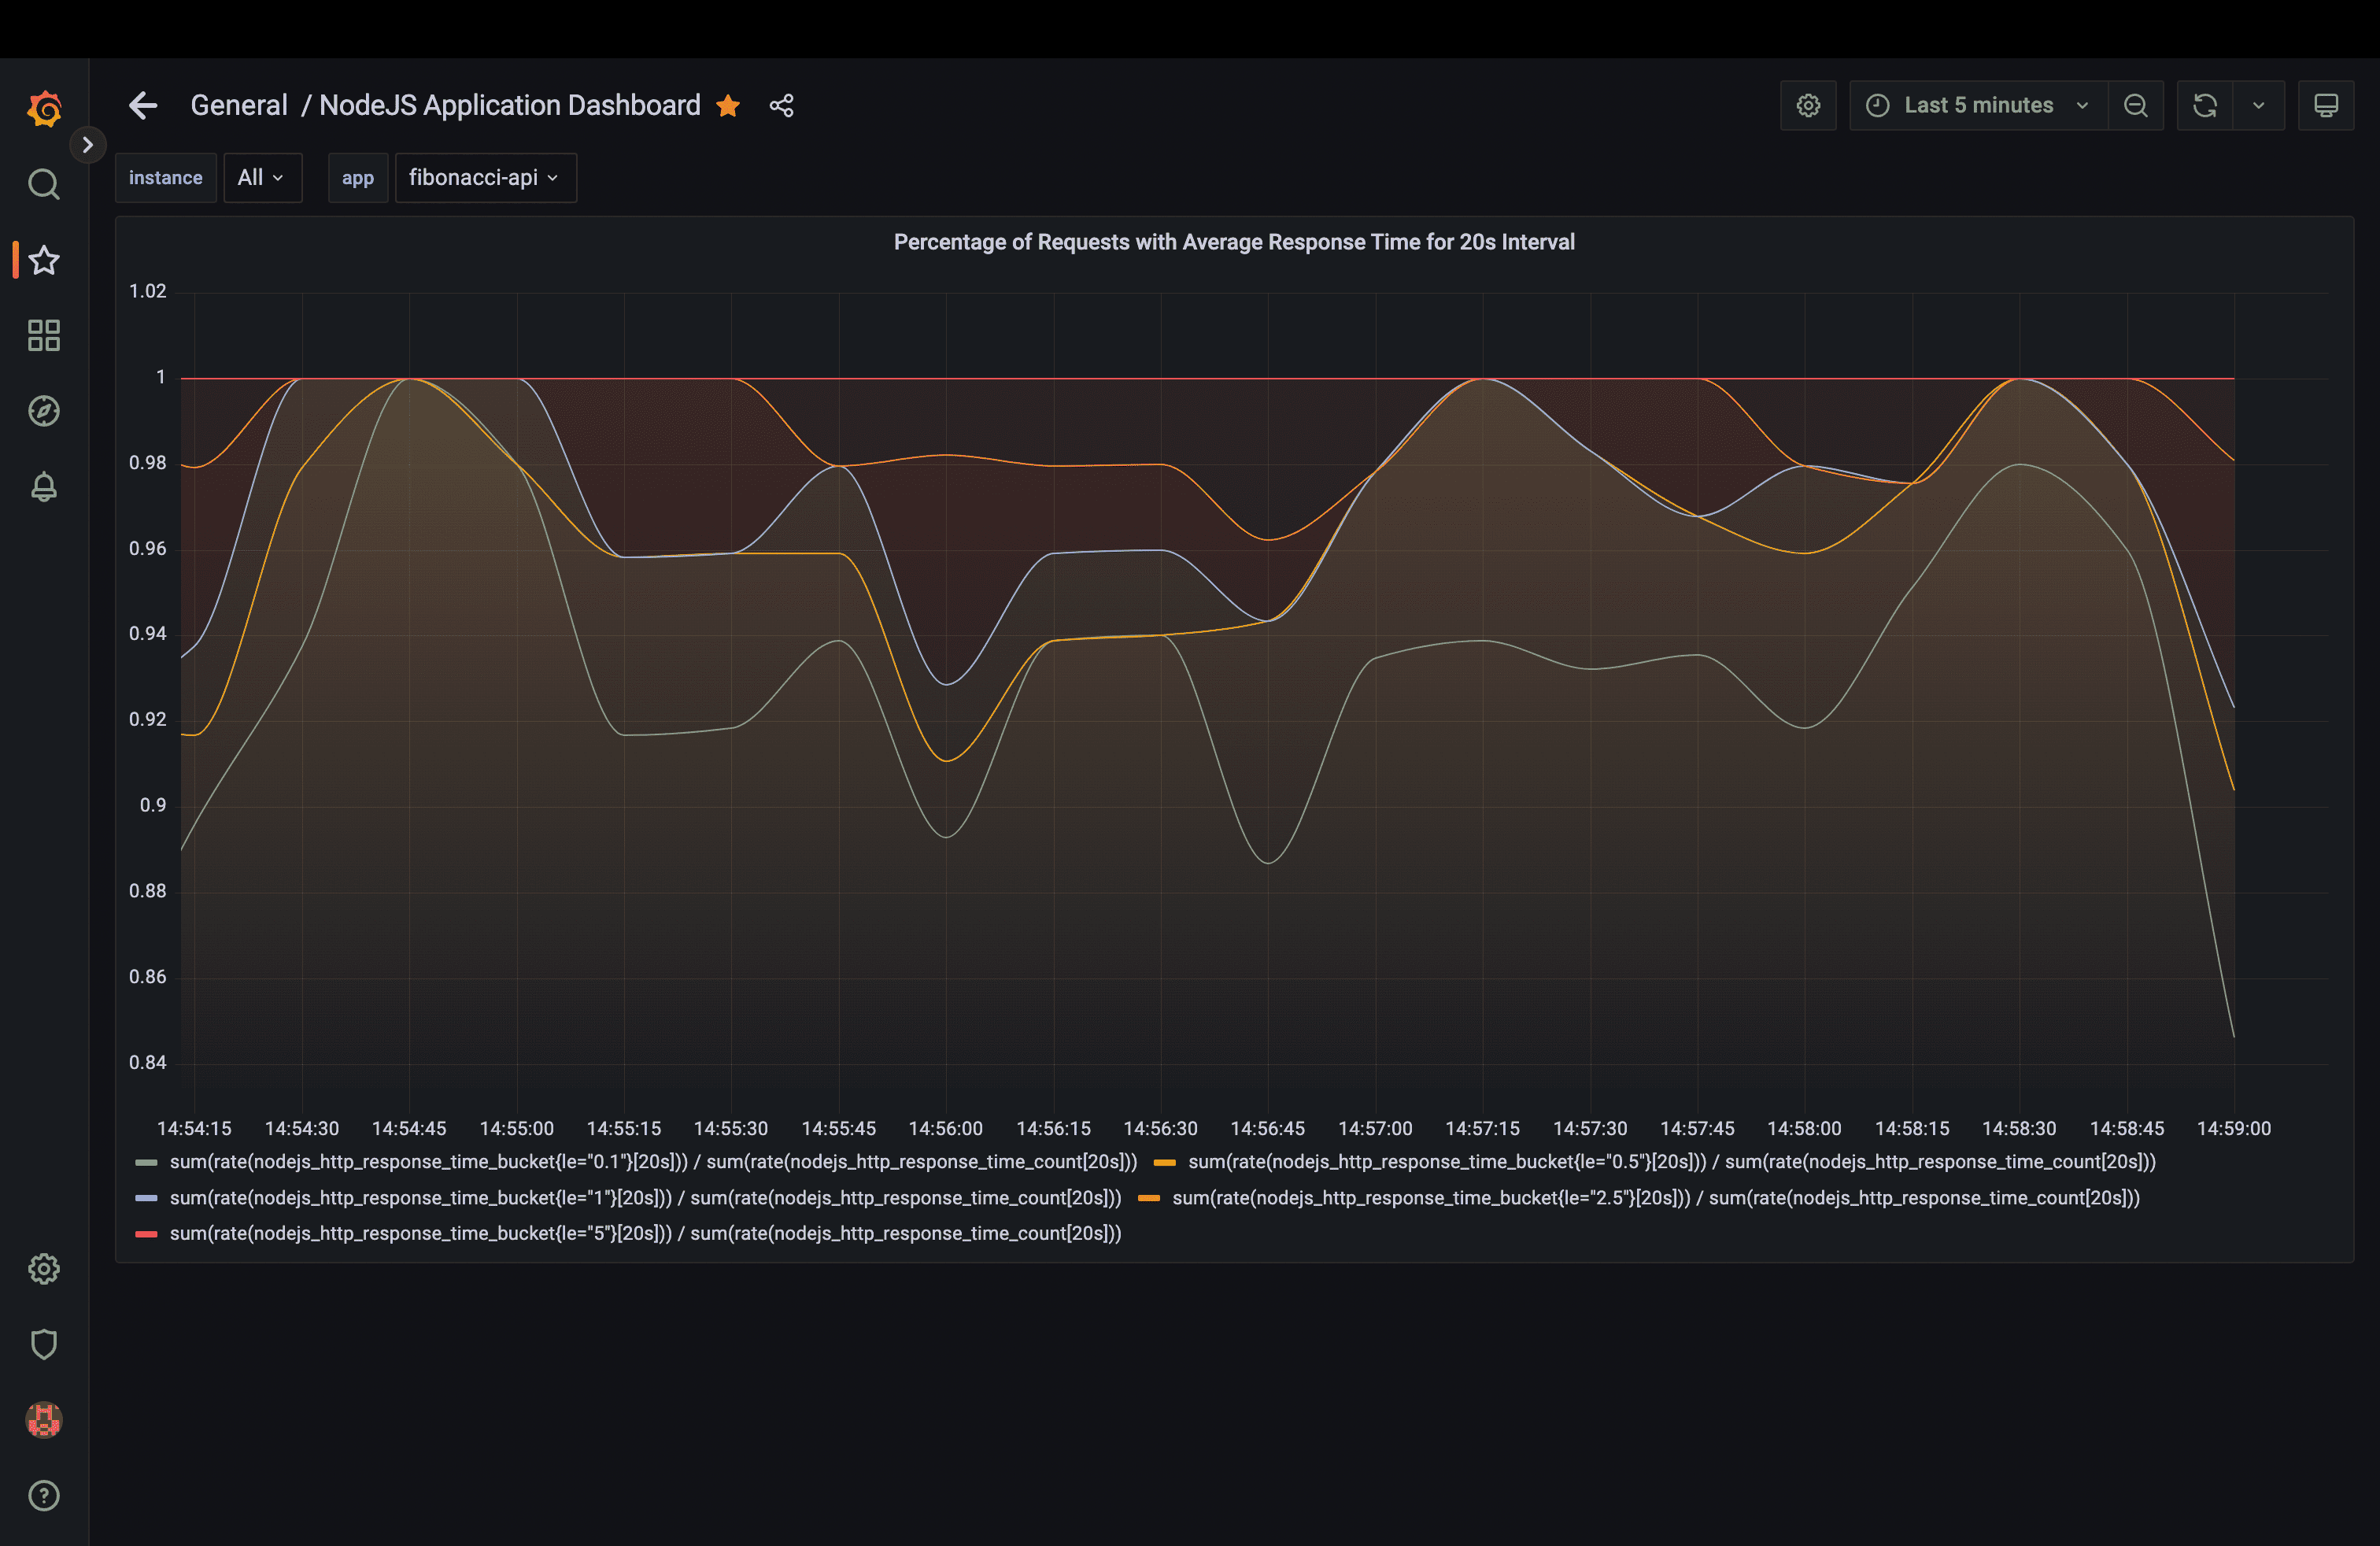 General / NodeJS Application Dashboard
Last 5 minutes
instance All app fibonacci-api
Percentage of Requests with Average Response Time for 20s Interval
1.02
1
0.98
0.96
0.94
0.92
0.9
0.88
0.86
0.84
14:54:15 14:54:30 14:54:45 14:55:00 14:55:15 14:55:30 14:55:45 14:56:00 14:56:15 14:56:30 14:56:45 14:57:00 14:57:15 14:57:30 14:57:45 14:58:00 14:58:15 14:58:30 14:58:45 14:59:00
sum(rate(nodejs_http_response_time_bucket{le="0.1"}[20s])) / sum(rate(nodejs_http_response_time_count[20s])) sum(rate(nodejs_http_response_time_bucket{le="0.5"}[20s])) / sum(rate(nodejs_http_response_time_count[20s]))
sum(rate(nodejs_http_response_time_bucket{le="1"}[20s])) / sum(rate(nodejs_http_response_time_count[20s])) sum(rate(nodejs_http_response_time_bucket{le="2.5"}[20s])) / sum(rate(nodejs_http_response_time_count[20s]))
sum(rate(nodejs_http_response_time_bucket{le="5"}[20s])) / sum(rate(nodejs_http_response_time_count[20s]))